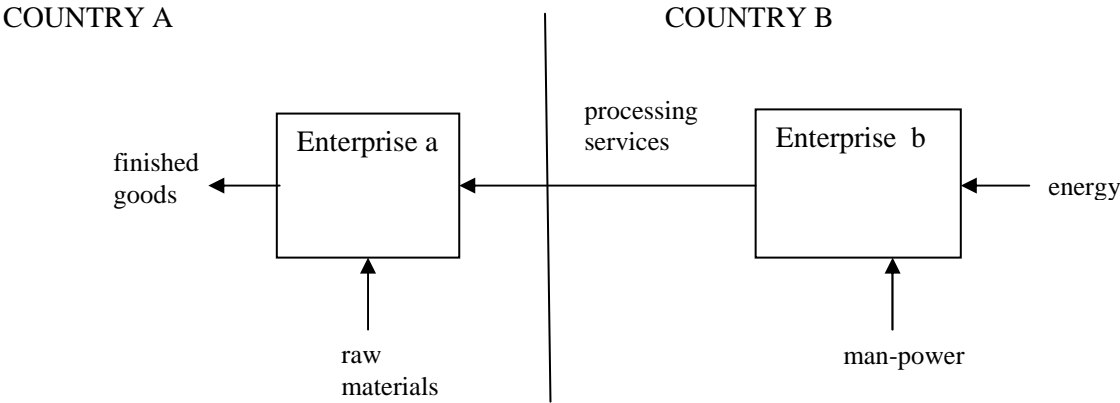 COUNTRY A
COUNTRY B
processing
services
Enterprise a
Enterprise b
finished
goods
energy
raw
materials
man-power